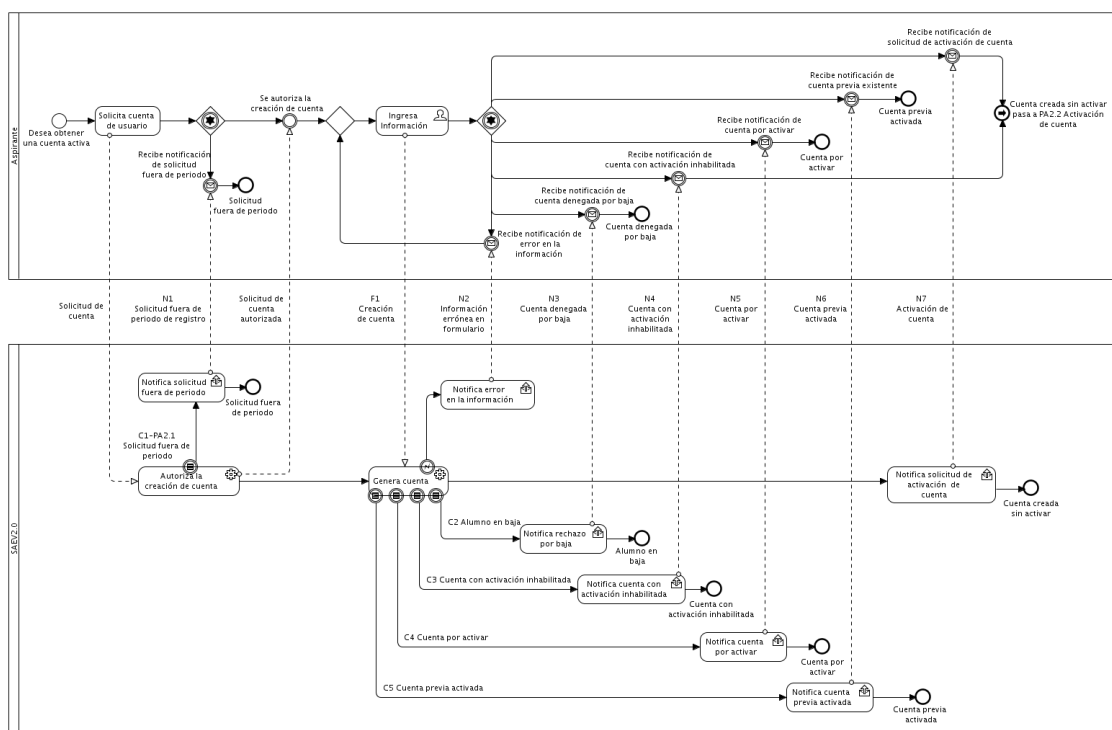 Aspirante
Desea obtener
una cuenta activa
Solicita cuenta
de usuario
Recibe notificación
de solicitud
fuera de periodo
Solicitud
fuera de periodo
Se autoriza la
creación de cuenta
Ingresa
Información
Recibe notificación de
solicitud de activación de cuenta
Recibe notificación de
cuenta previa existente
Cuenta previa
activada
Recibe notificación de
cuenta por activar
Cuenta por
activar
Recibe notificación de
cuenta con activación inhabilitada
Recibe notificación de
cuenta denegada por baja
Cuenta denegada
por baja
Recibe notificación de
error en la
información
Cuenta creada sin activar
pasa a PA2.2 Activación
de cuenta
Solicitud de
cuenta
N1
Solicitud fuera de
periodo de registro
Solicitud de
cuenta
autorizada
F1
Creación
de cuenta
N2
Información
errónea en
formulario
N3
Cuenta denegada
por baja
N4
Cuenta con
activación
inhabilitada
N5
Cuenta por
activar
N6
Cuenta previa
activada
N7
Activación de
cuenta
SAEV2.0
Notifica solicitud
fuera de periodo
Solicitud fuera
de periodo
C1-PA2.1
Solicitud fuera de
periodo
Autoriza la
creación de cuenta
Notifica error
en la información
Genera cuenta
Notifica solicitud de
activación de
cuenta
Cuenta creada
sin activar
C2 Alumno en baja
Notifica rechazo
por baja
Alumno en
baja
C3 Cuenta con activación inhabilitada
Notifica cuenta con
activación inhabilitada
Cuenta con
activación inhabilitada
C4 Cuenta por activar
Notifica cuenta
por activar
Cuenta por
activar
C5 Cuenta previa activada
Notifica cuenta
previa activada
Cuenta previa
activada